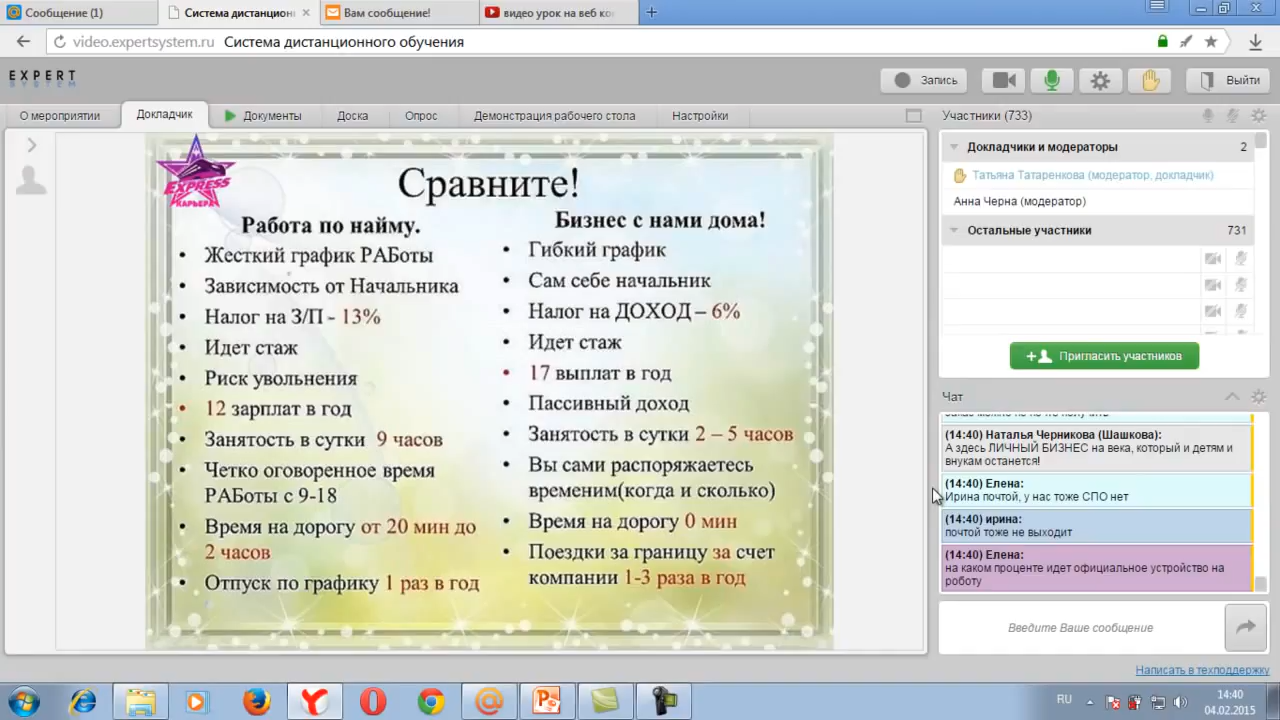 Сообщение (1)
Система дистанцион
Вам сообщение!
видео урок на веб ко
video.expertsystem.ru Система дистанционного обучения
EXPERT
SYSTEM
Запись
Выйти
О мероприятии
Докладчик
Документы
Доска
Опрос
Демонстрация рабочего стола
Настройки
EXPRESS
КАРЬЕРА
Сравните!
Работа по найму.
Жесткий график РАБоты
Зависимость от Начальника
Налог на З/П - 13%
Идет стаж
Риск увольнения
12 зарплат в год
Занятость в сутки 9 часов
Четко оговоренное время
РАБоты с 9-18
Время на дорогу от 20 мин до
2 часов
Отпуск по графику 1 раз в год
Бизнес с нами дома!
Гибкий график
Сам себе начальник
Налог на ДОХОД – 6%
Идет стаж
17 выплат в год
Пассивный доход
Занятость в сутки 2 – 5 часов
Вы сами распоряжаетесь
временим(когда и сколько)
Время на дорогу 0 мин
Поездки за границу за счет
компании 1-3 раза в год
Участники (733)
Докладчики и модераторы 2
Татьяна Татаренкова (модератор, докладчик)
Анна Черна (модератор)
Остальные участники 731
Пригласить участников
Чат
(14:40) Наталья Черникова (Шашкова):
А здесь ЛИЧНЫЙ БИЗНЕС на века, который и детям и
внукам останется!
(14:40) Елена:
Ирина почтой, у нас тоже СПО нет
(14:40) ирина:
почтой тоже не выходит
(14:40) Елена:
на каком проценте идет официальное устройство на
роботу
Введите Ваше сообщение
Написать в техподдержку
RU
14:40
04.02.2015